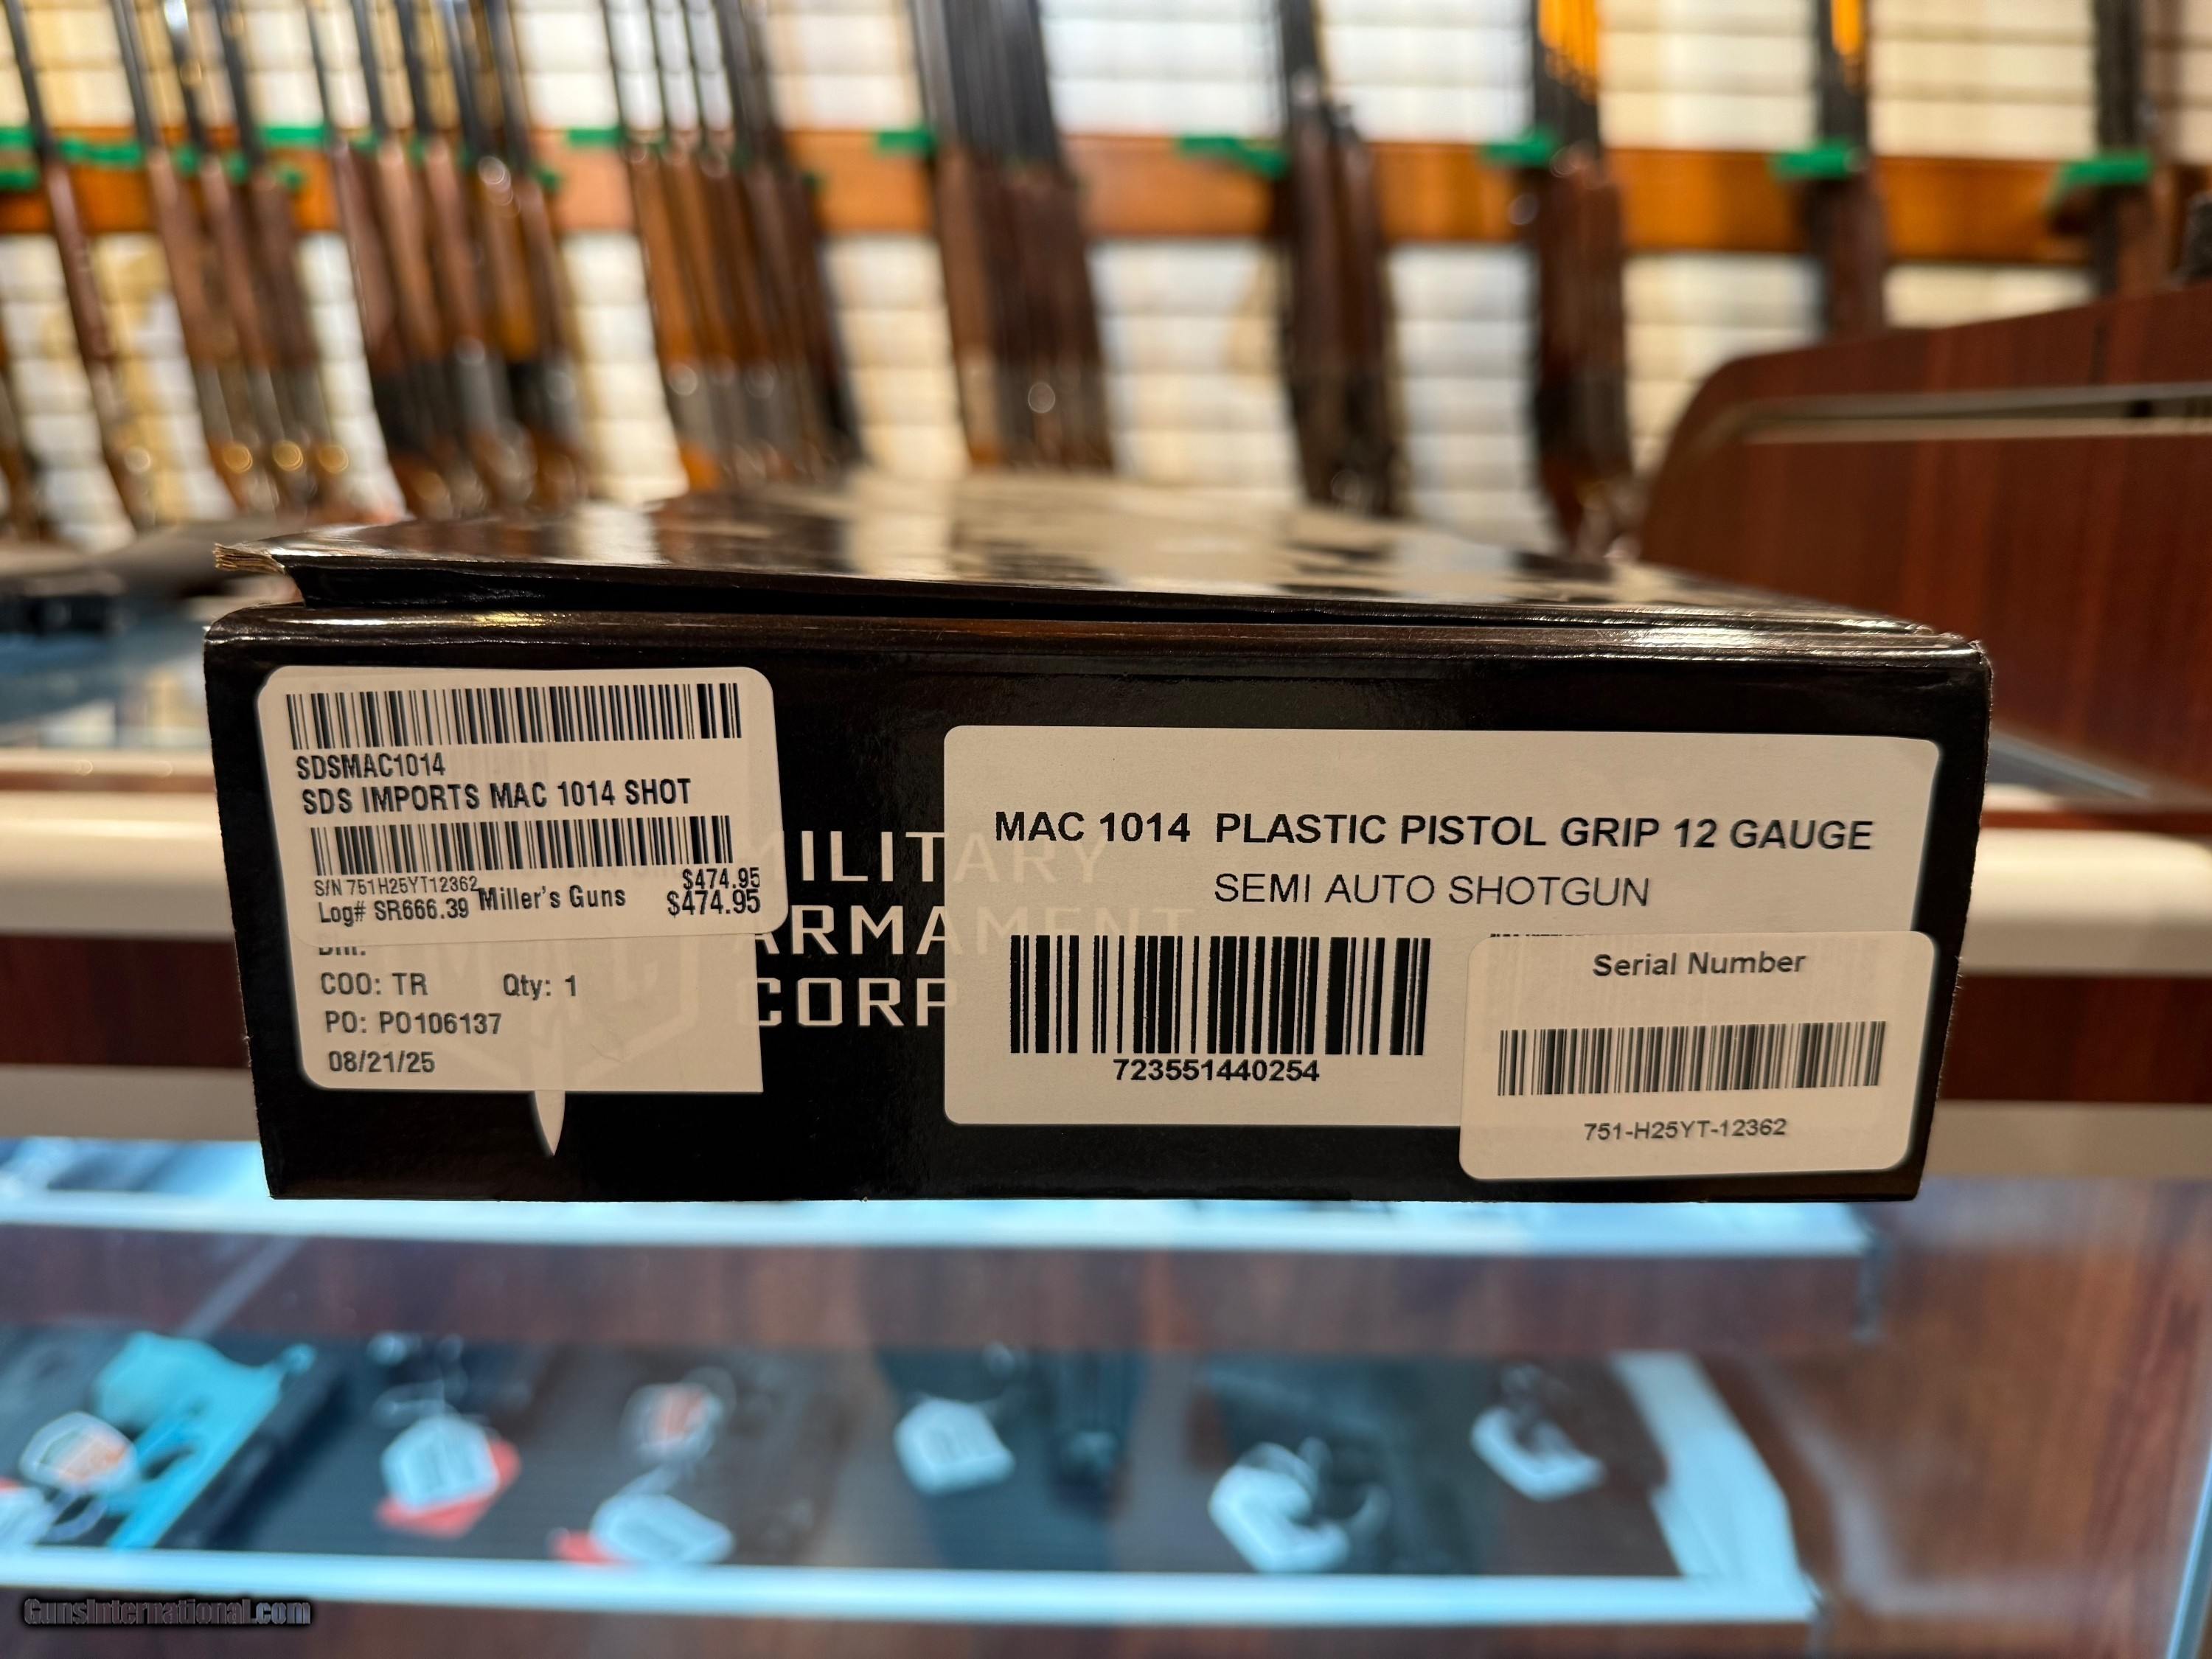 SDSMAC1014
SDS IMPORTS MAC 1014 SHOT
S/N 751H25YT12362
$474.95
Log# SR666.39
Miller's Guns
$474.95
COO: TR
Qty: 1
PO: PO106137
08/21/25
MILITARY
ARMAMENT
CORP
MAC 1014 PLASTIC PISTOL GRIP 12 GAUGE
SEMI AUTO SHOTGUN
723551440254
Serial Number
751-H25YT-12362
GunsInternational.com